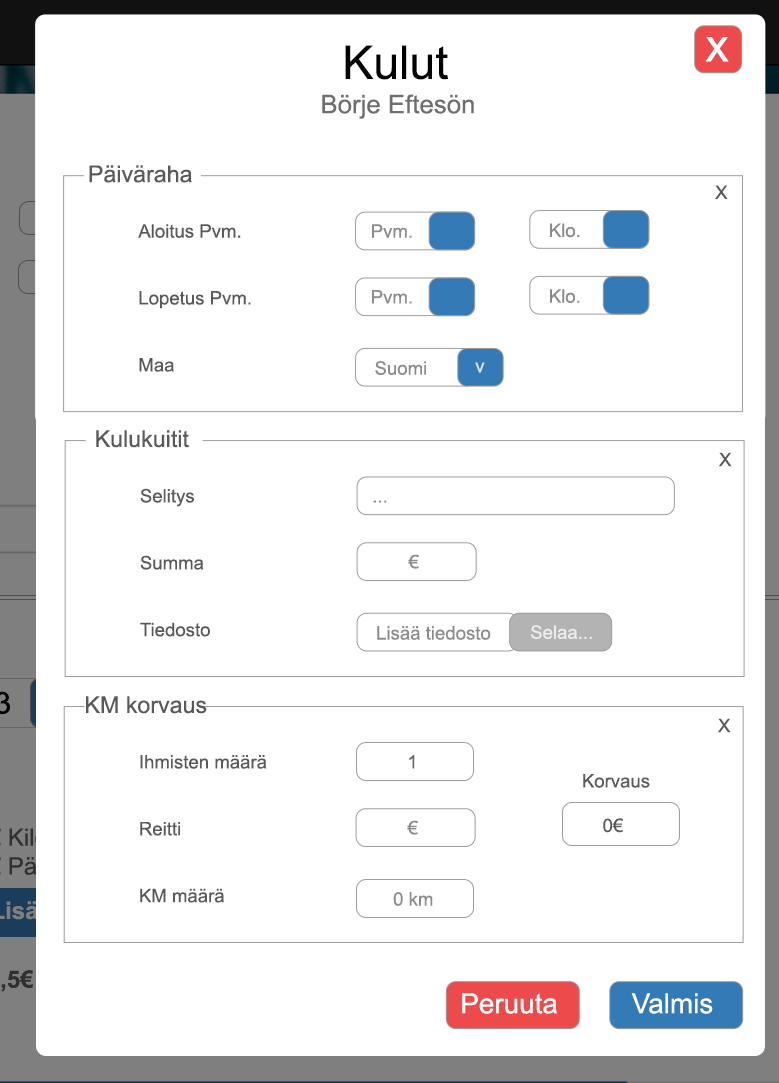 Kulut
X
Börje Eftesön
Päiväraha
X
Aloitus Pvm. Pvm. Klo.
Lopetus Pvm. Pvm. Klo.
Maa Suomi v
Kulukuitit
X
Selitys ...
Summa €
Tiedosto Lisää tiedosto Selaa...
KM korvaus
X
Ihmisten määrä 1
Korvaus
Reitti € 0€
KM määrä 0 km
3
Kil
Pä
Lisä
,5€
Peruuta Valmis